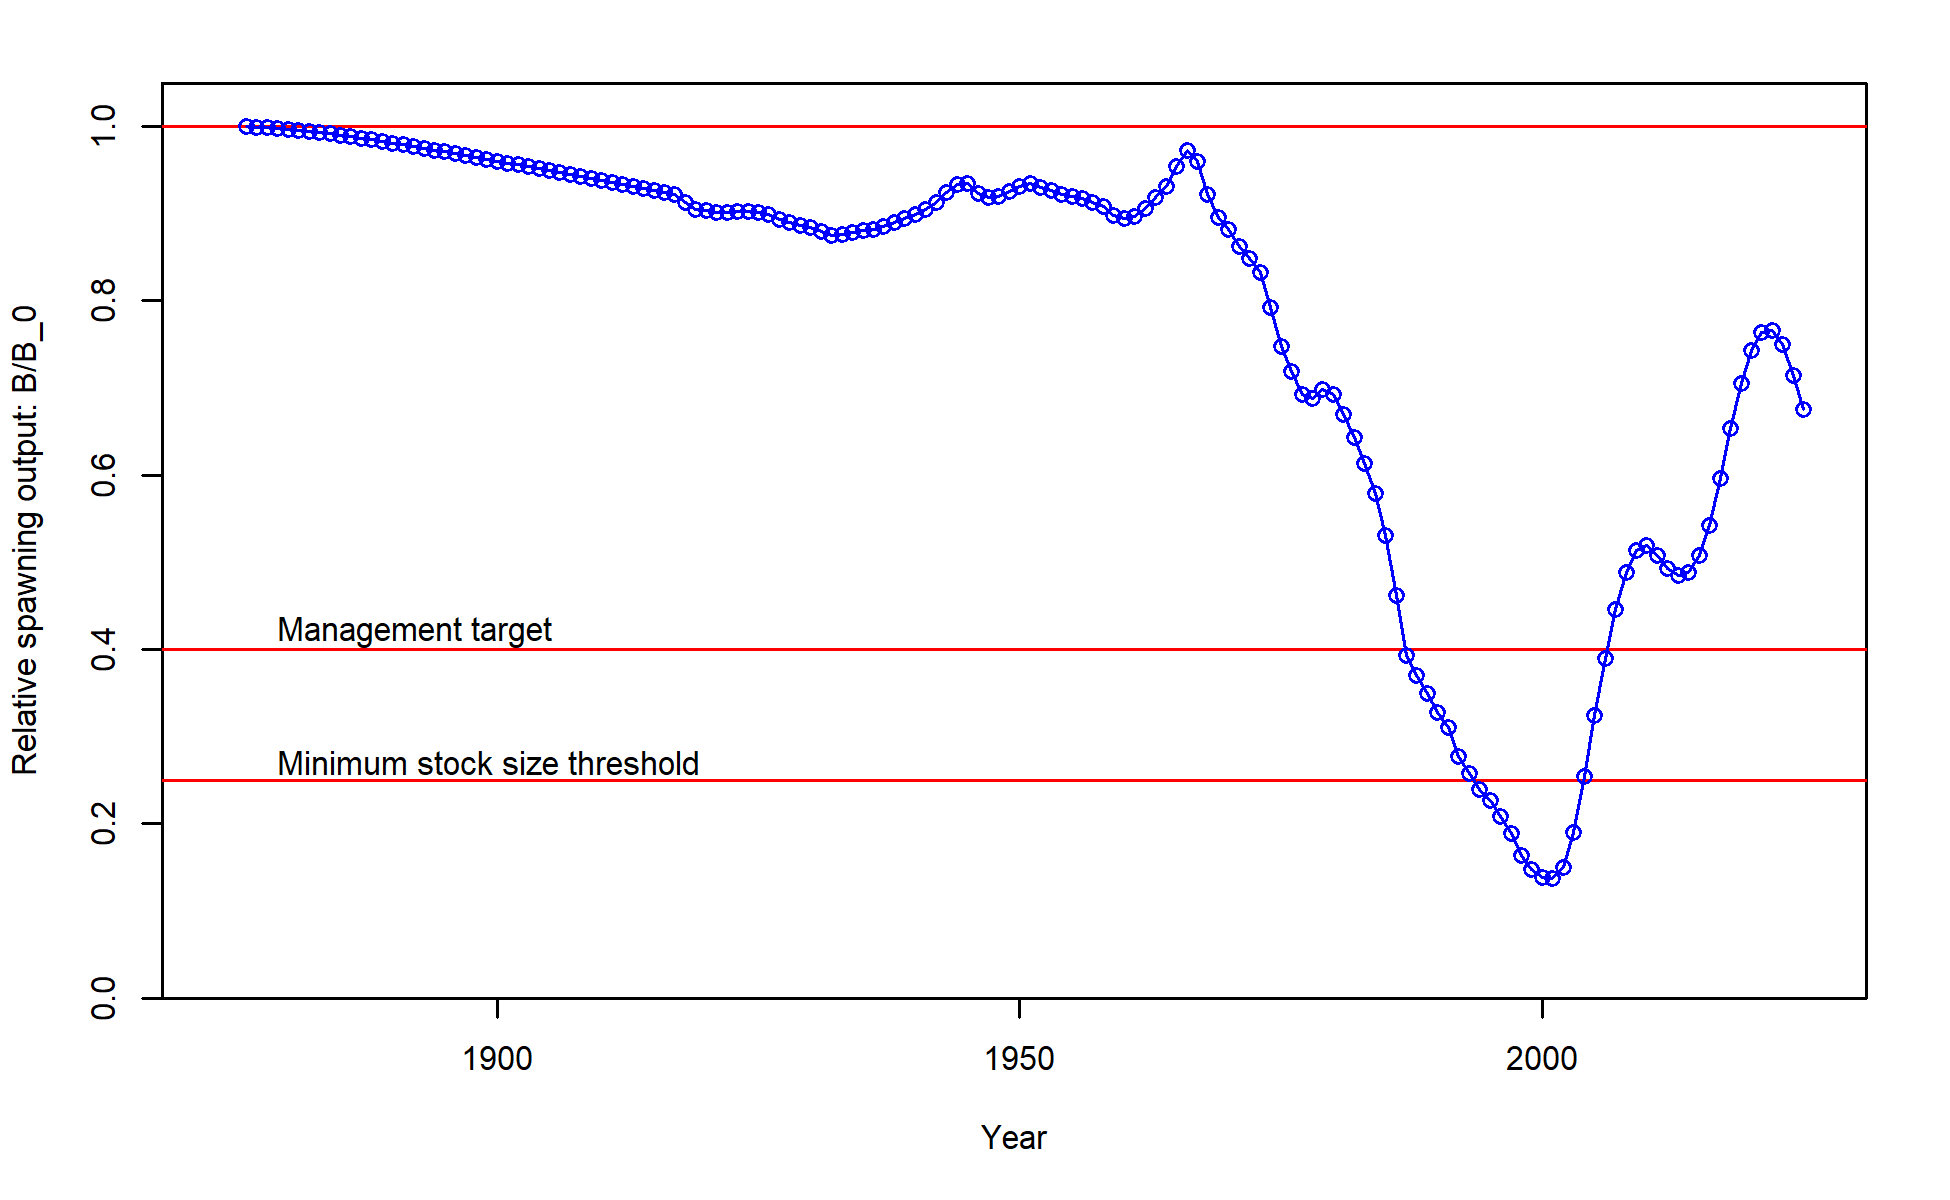 Relative spawning output: B/B_0
1.0
0.8
0.6
0.4
0.2
0.0
Management target
Minimum stock size threshold
1900 1950 2000
Year